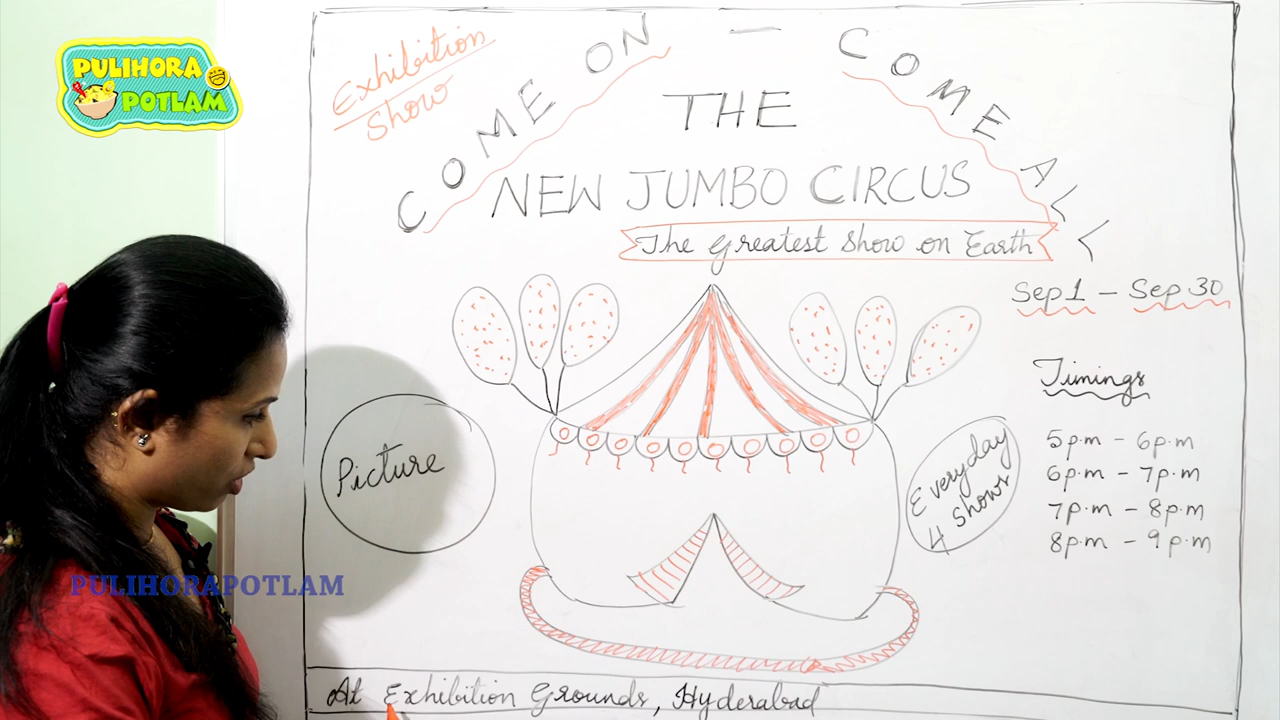 PULIHORA
POTLAM
Exhibition
Show
COME ON — COME ALL
THE
NEW JUMBO CIRCUS
The Greatest Show on Earth
Sep 1 – Sep 30
Timings
5 p.m – 6 p.m
6 p.m – 7 p.m
7 p.m – 8 p.m
8 p.m – 9 p.m
Everyday
4 Shows
Picture
PULIHORAPOTLAM
At Exhibition Grounds, Hyderabad